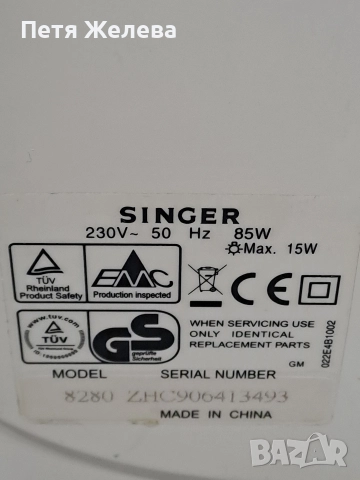 Петя Желева
SINGER
230V~ 50 Hz 85W
Max. 15W
TÜV
Rheinland
Product Safety
EMC
Production inspected
CE
www.tuv.com
TÜV
GS
geprüfte
Sicherheit
WHEN SERVICING USE
ONLY IDENTICAL
REPLACEMENT PARTS
GM
022E4B1002
MODEL SERIAL NUMBER
8280 ZHC906413493
MADE IN CHINA
BAZAR